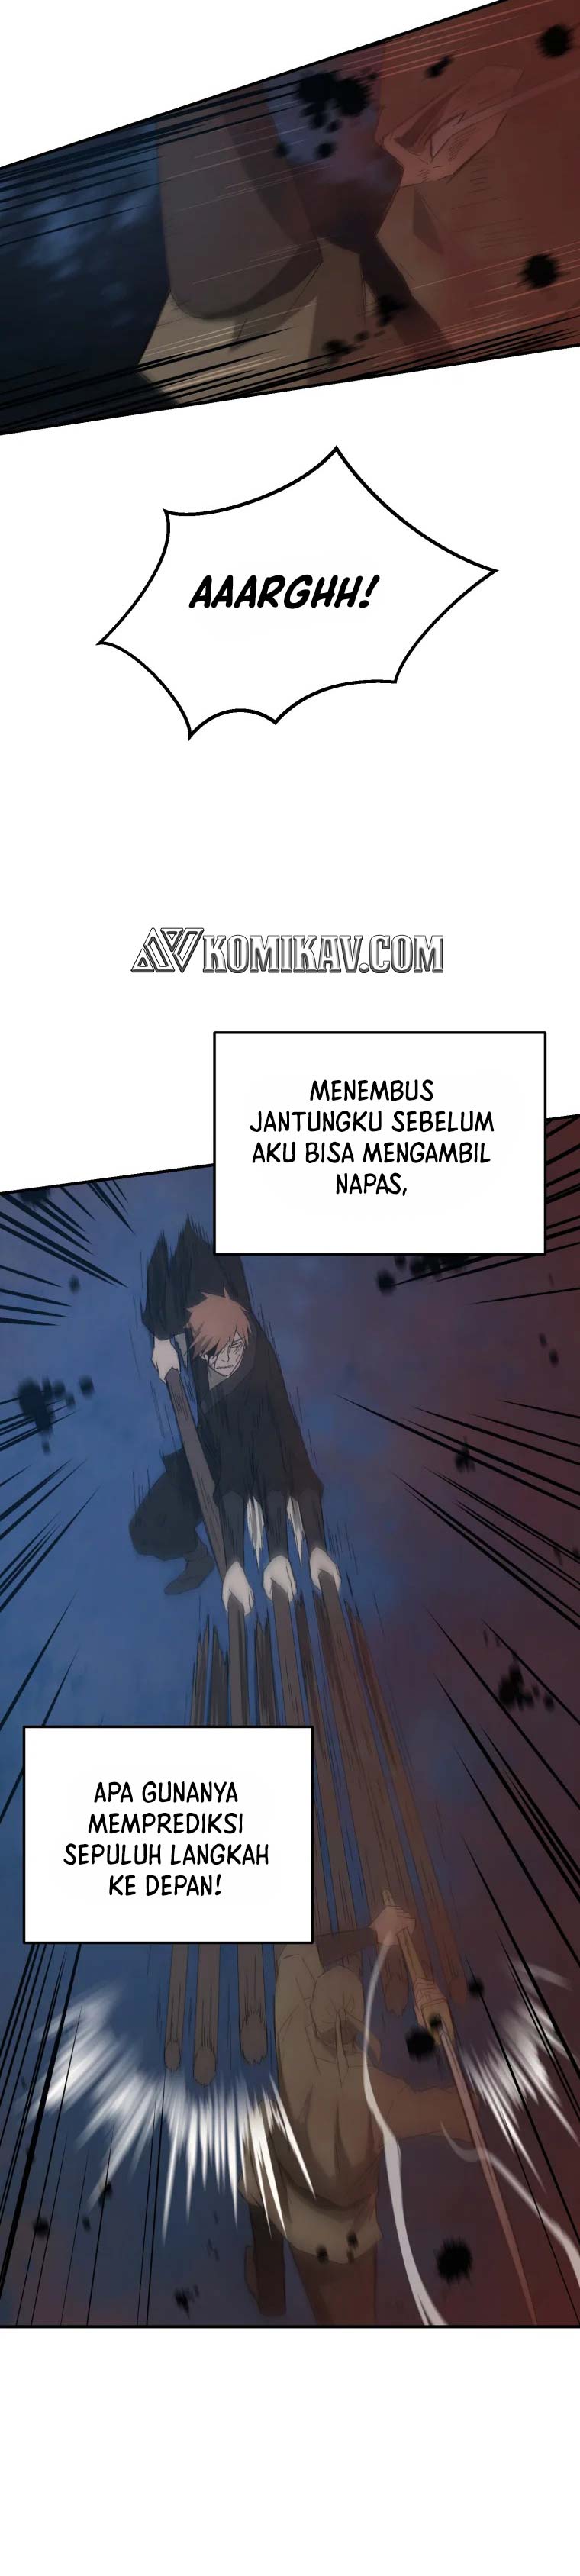 AAARGHH!
KOMIKAV.COM
MENEMBUS
JANTUNGKU SEBELUM
AKU BISA MENGAMBIL
NAPAS,
APA GUNANYA
MEMPREDIKSI
SEPULUH LANGKAH
KE DEPAN!